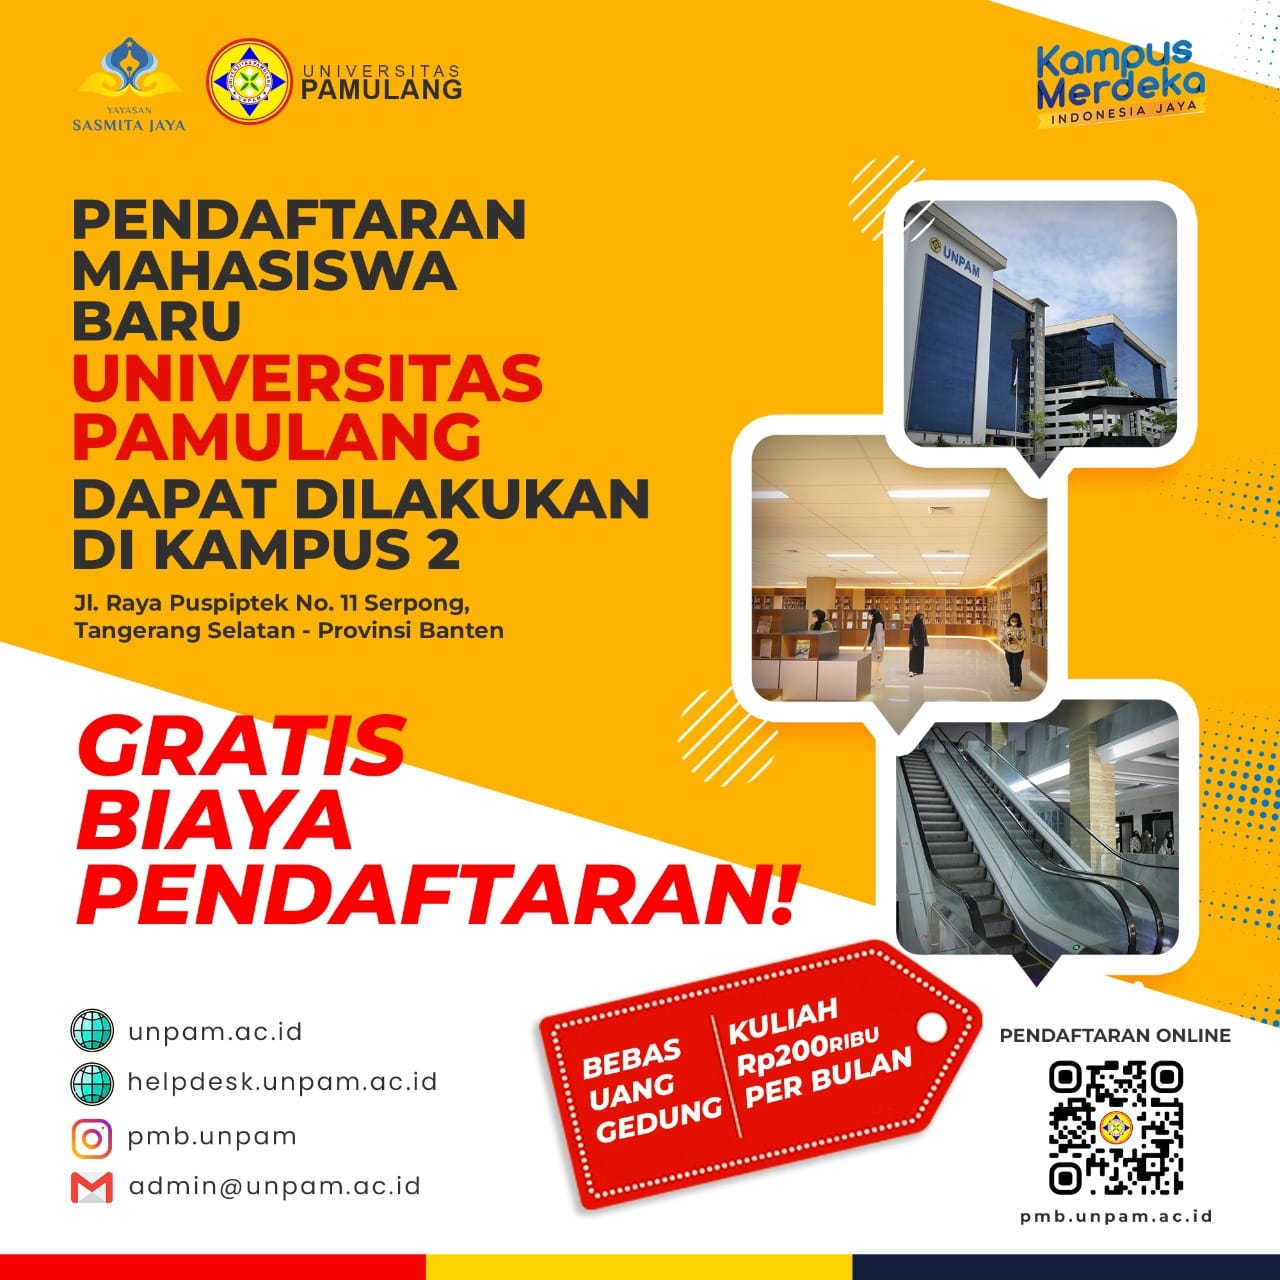 YAYASAN
SASMITA JAYA
UNIVERSITAS PAMULANG
UNPAM
UNIVERSITAS
PAMULANG
Kampus
Merdeka
INDONESIA JAYA
PENDAFTARAN
MAHASISWA
BARU
UNIVERSITAS
PAMULANG
DAPAT DILAKUKAN
DI KAMPUS 2
Jl. Raya Puspiptek No. 11 Serpong,
Tangerang Selatan - Provinsi Banten
UNPAM
GRATIS
BIAYA
PENDAFTARAN!
BEBAS
UANG
GEDUNG
KULIAH
Rp200RIBU
PER BULAN
unpam.ac.id
helpdesk.unpam.ac.id
pmb.unpam
admin@unpam.ac.id
PENDAFTARAN ONLINE
pmb.unpam.ac.id